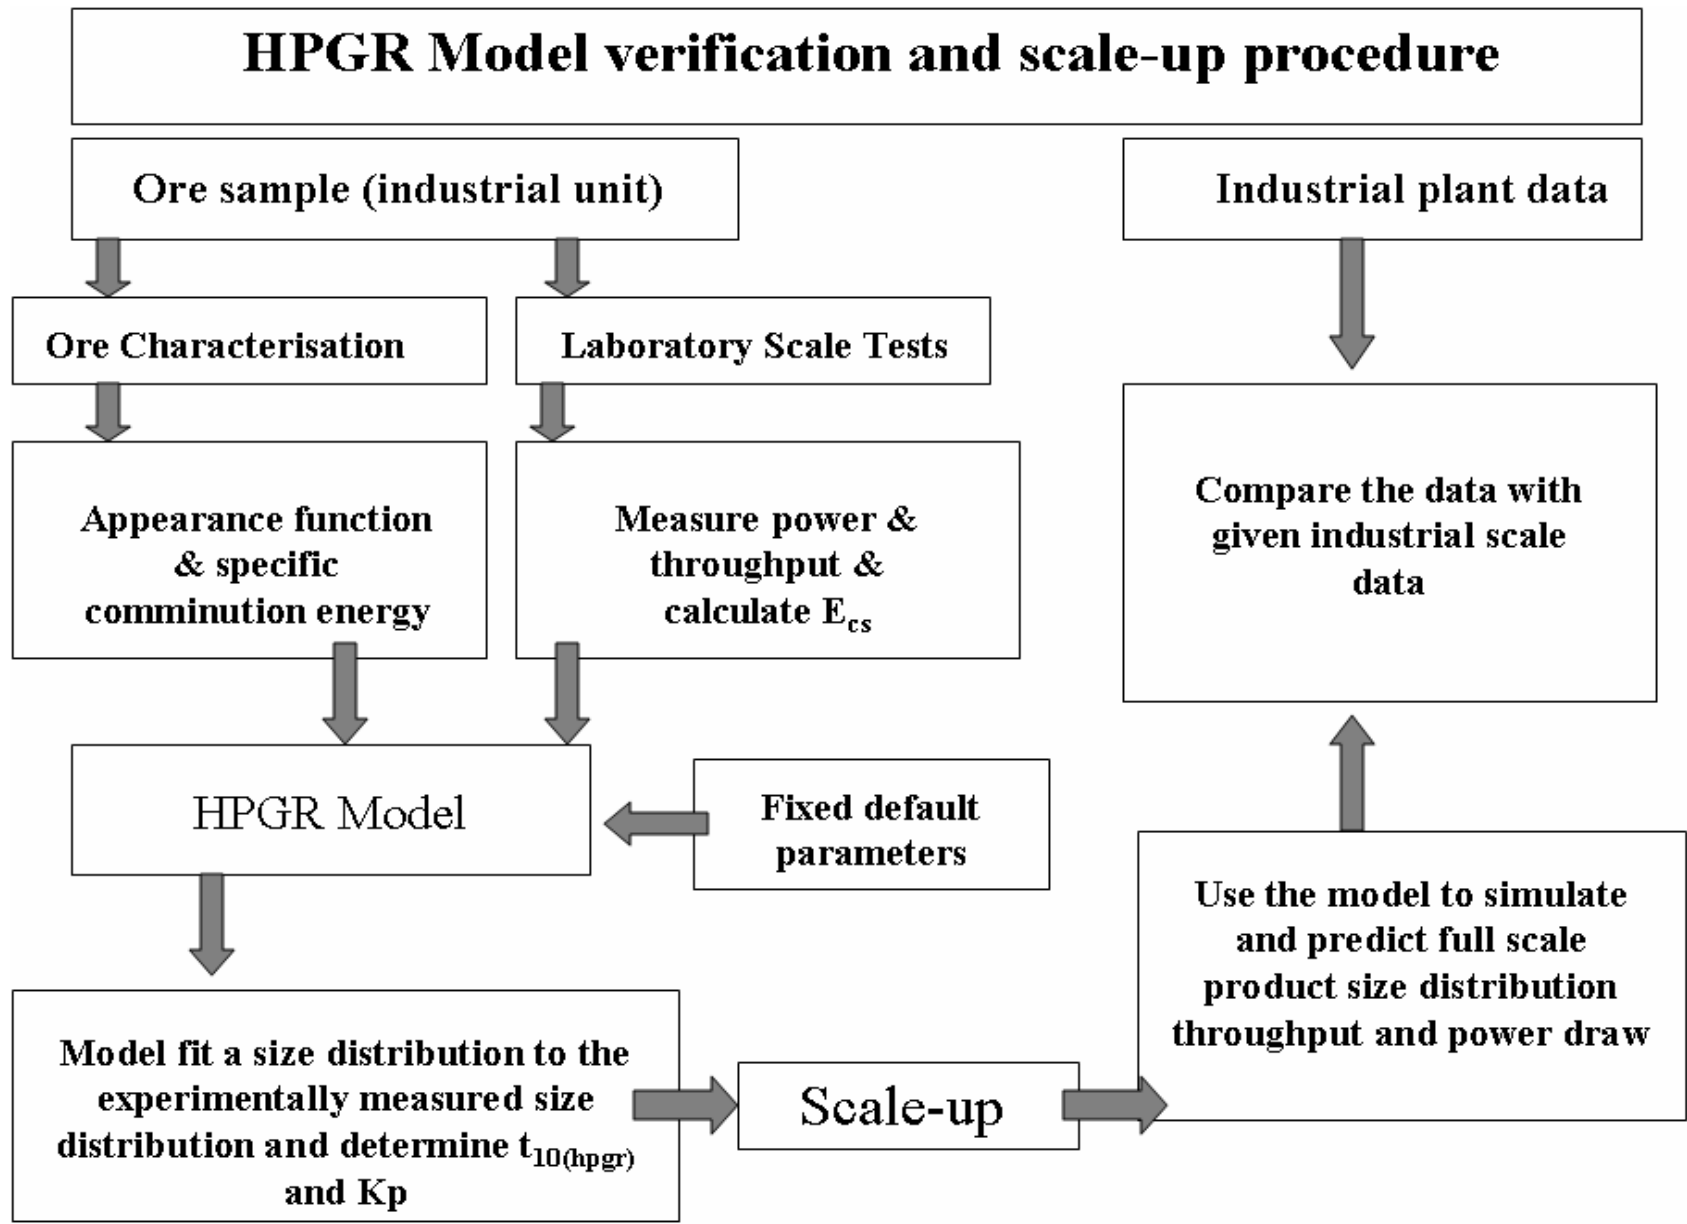 HPGR Model verification and scale-up procedure
Ore sample (industrial unit)
Industrial plant data
Ore Characterisation
Laboratory Scale Tests
Appearance function
& specific
comminution energy
Measure power &
throughput &
calculate E_cs
Compare the data with
given industrial scale
data
HPGR Model
Fixed default
parameters
Model fit a size distribution to the
experimentally measured size
distribution and determine t_10(hpgr)
and Kp
Scale-up
Use the model to simulate
and predict full scale
product size distribution
throughput and power draw